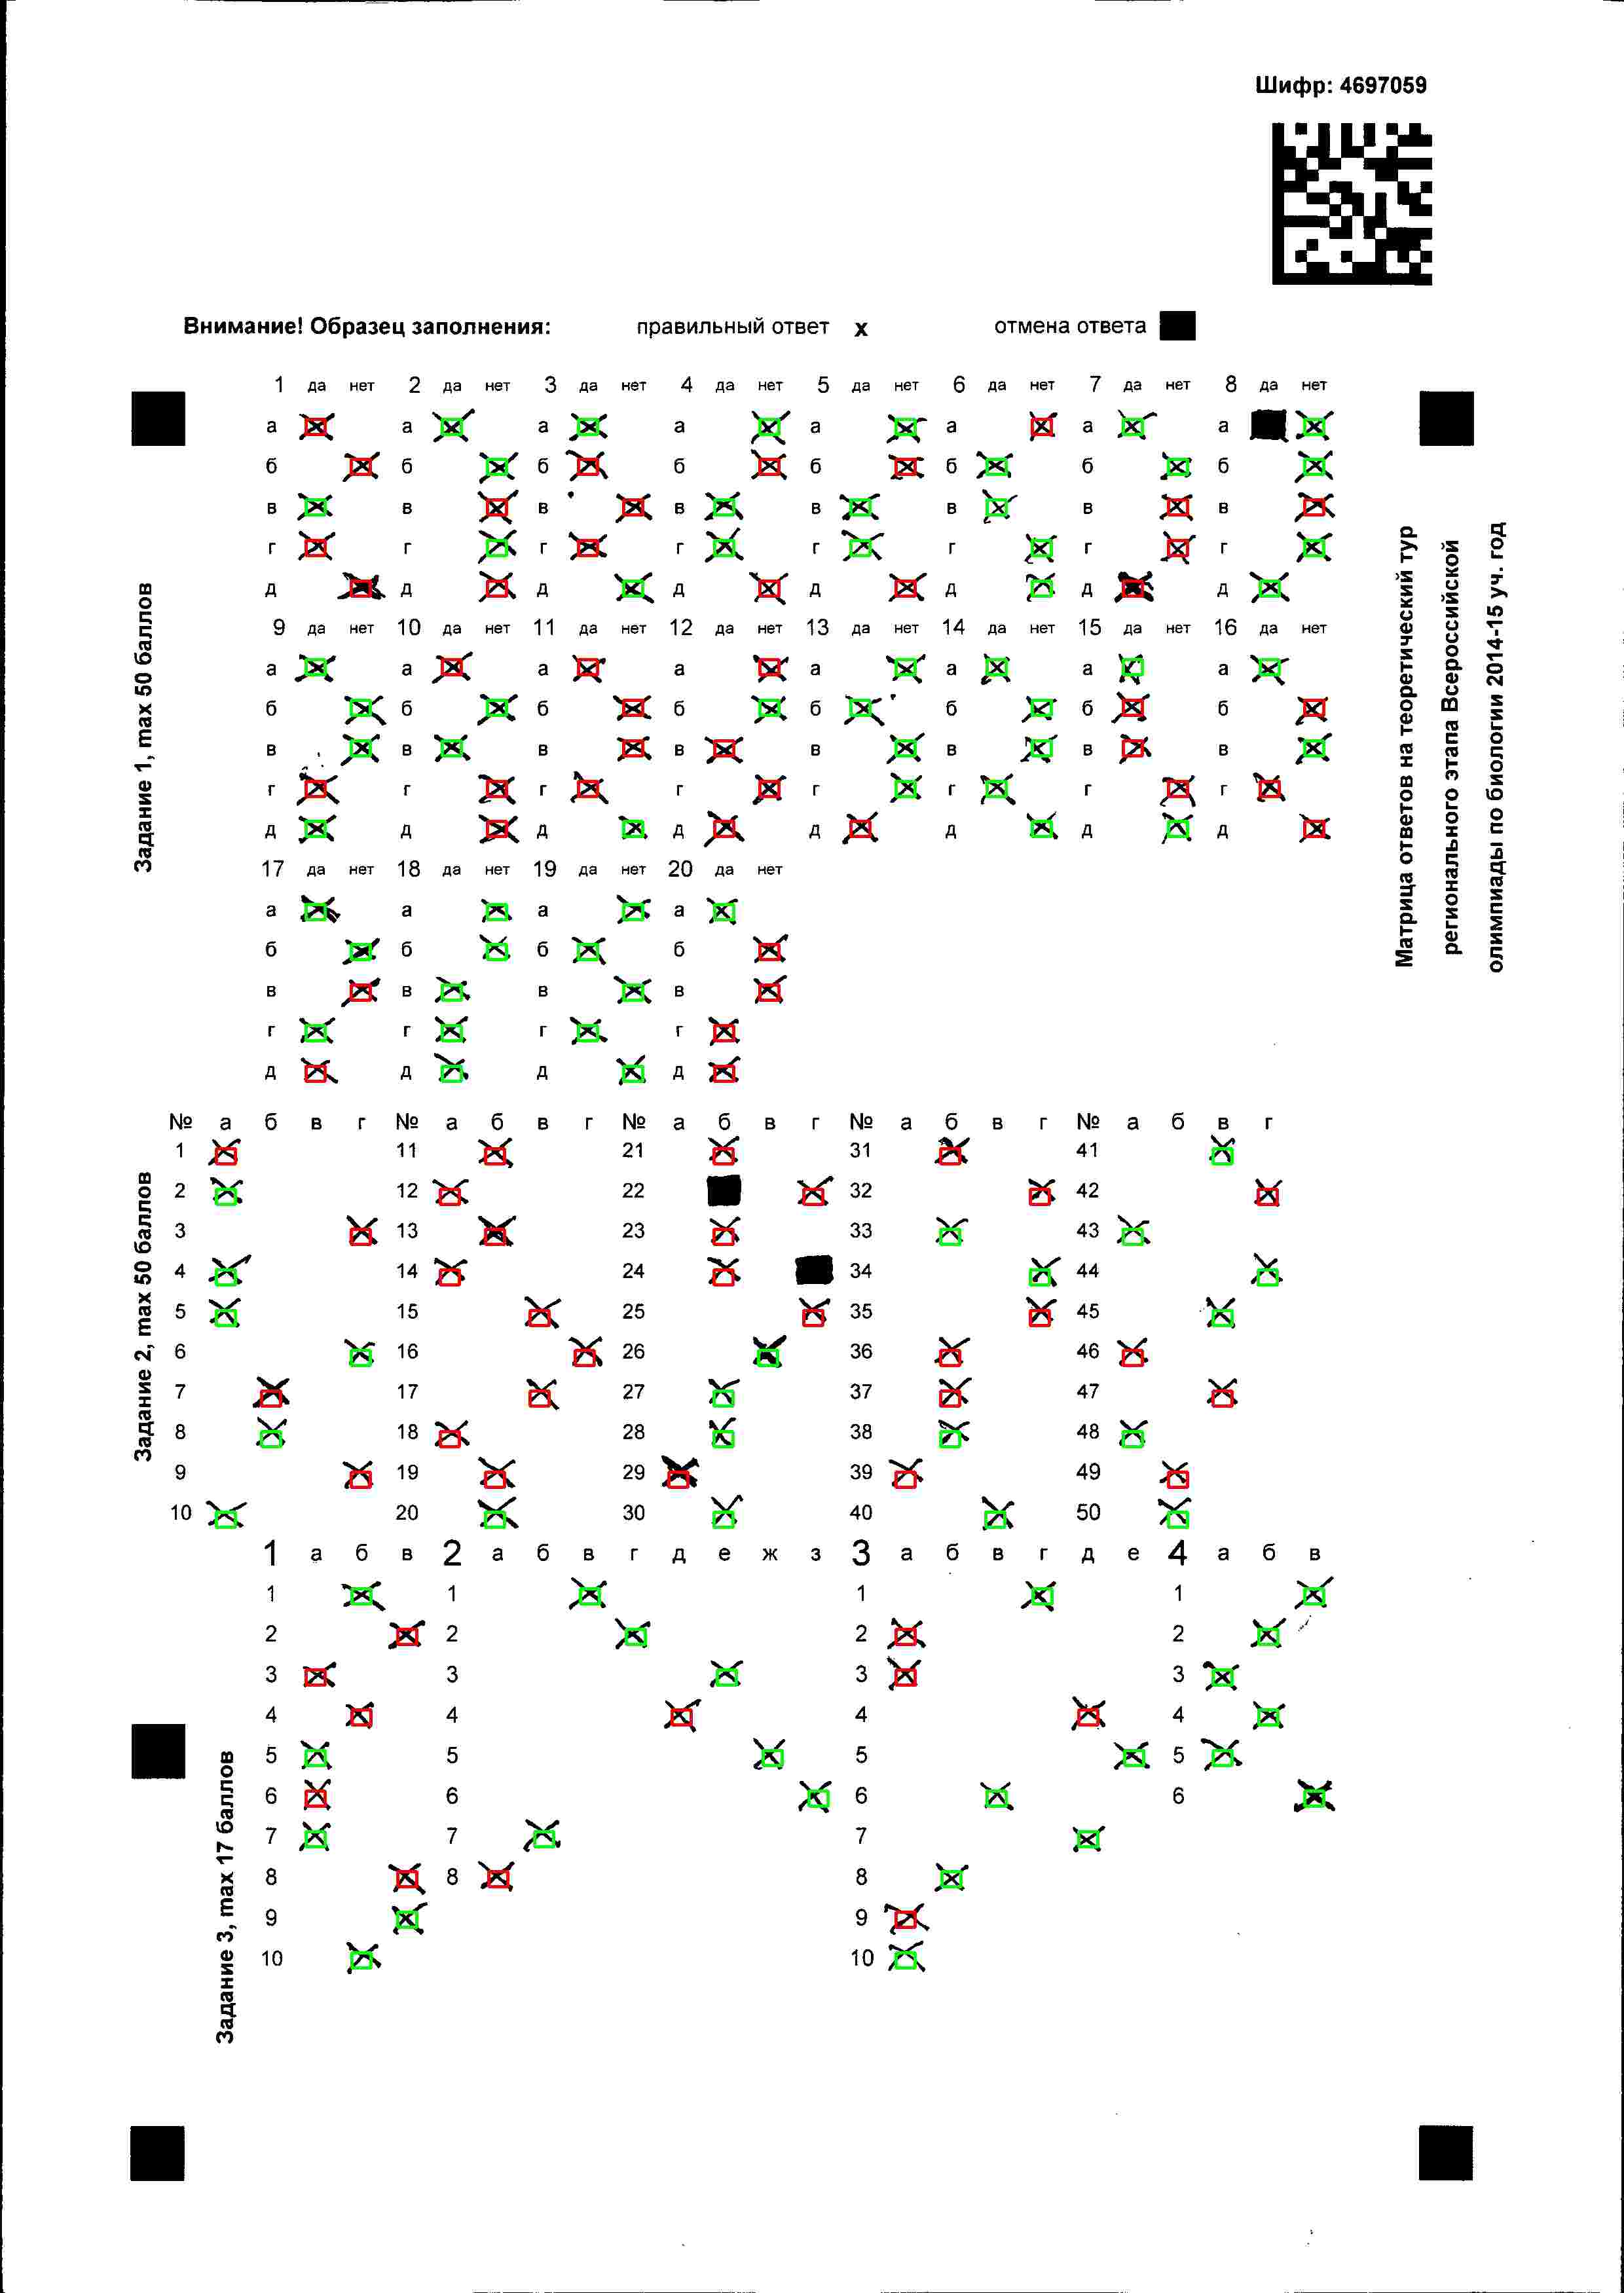 Шифр: 4697059
Внимание! Образец заполнения: правильный ответ x отмена ответа
1 да нет 2 да нет 3 да нет 4 да нет 5 да нет 6 да нет 7 да нет 8 да нет
а а а а а а а а
б б б б б б б б
в в в в в в в в
г г г г г г г г
д д д д д д д д
9 да нет 10 да нет 11 да нет 12 да нет 13 да нет 14 да нет 15 да нет 16 да нет
а а а а а а а а
б б б б б б б б
в в в в в в в в
г г г г г г г г
д д д д д д д д
17 да нет 18 да нет 19 да нет 20 да нет
а а а а
б б б б
в в в в
г г г г
д д д д
Задание 1, max 50 баллов
Матрица ответов на теоретический тур
регионального этапа Всероссийской
олимпиады по биологии 2014-15 уч. год
№ а б в г № а б в г № а б в г № а б в г № а б в г
1 11 21 31 41
2 12 22 32 42
3 13 23 33 43
4 14 24 34 44
5 15 25 35 45
6 16 26 36 46
7 17 27 37 47
8 18 28 38 48
9 19 29 39 49
10 20 30 40 50
Задание 2, max 50 баллов
1 а б в 2 а б в г д е ж з 3 а б в г д е 4 а б в
1 1 1 1
2 2 2 2
3 3 3 3
4 4 4 4
5 5 5 5
6 6 6 6
7 7 7
8 8 8
9 9
10 10
Задание 3, max 17 баллов